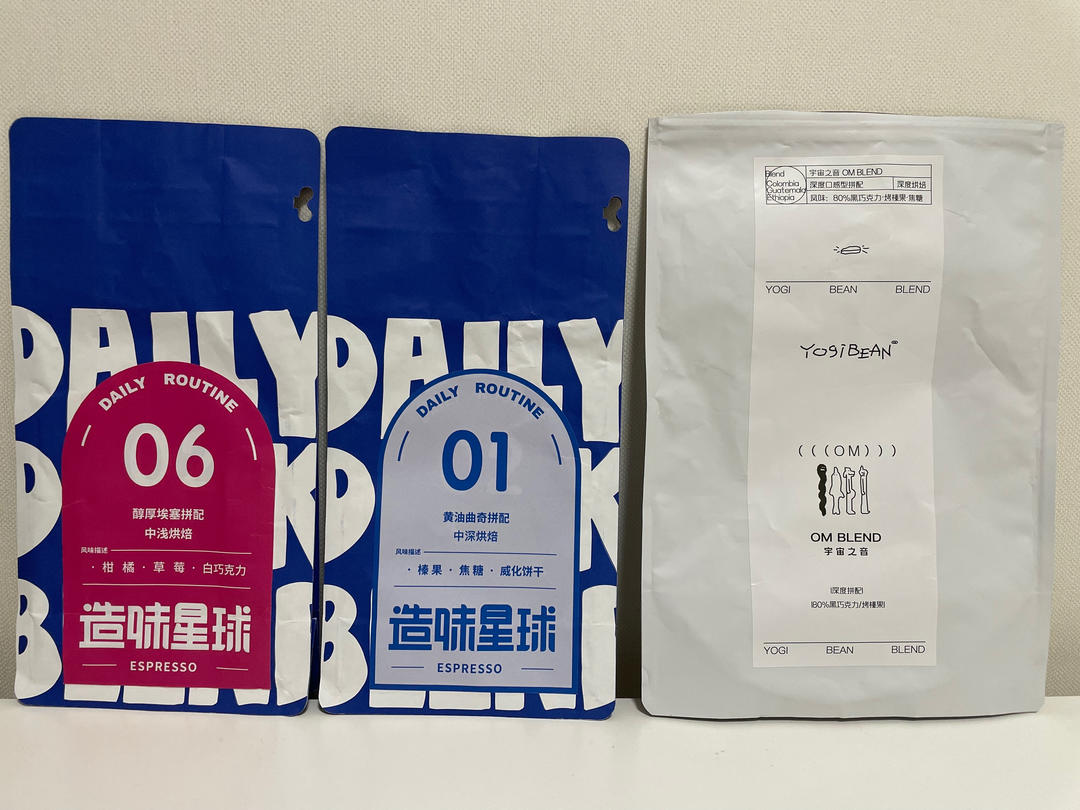 DAILY
DAILY ROUTINE
06
醇厚埃塞拼配
中浅烘焙
风味描述
·柑橘·草莓·白巧克力
造味星球
ESPRESSO
DAILY
DAILY ROUTINE
01
黄油曲奇拼配
中深烘焙
风味描述
·榛果·焦糖·威化饼干
造味星球
ESPRESSO
Blend
Colombia
Guatemala
Ethiopia
宇宙之音 OM BLEND
深度口感型拼配 深度烘焙
风味: 80%黑巧克力·烤榛果·焦糖
YOGI BEAN BLEND
YOGIBEAN®
(((OM)))
OM BLEND
宇宙之音
|深度拼配|
|80%黑巧克力/烤榛果|
YOGI BEAN BLEND